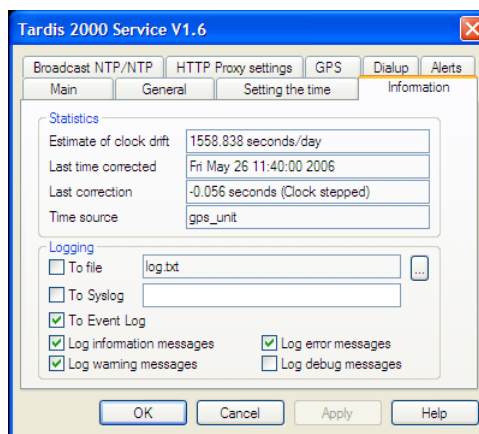 Tardis 2000 Service V1.6
Broadcast NTP/NTP HTTP Proxy settings GPS Dialup Alerts
Main General Setting the time Information
Statistics
Estimate of clock drift 1558.838 seconds/day
Last time corrected Fri May 26 11:40:00 2006
Last correction -0.056 seconds (Clock stepped)
Time source gps_unit
Logging
To file log.txt ...
To Syslog
To Event Log
Log information messages Log error messages
Log warning messages Log debug messages
OK Cancel Apply Help